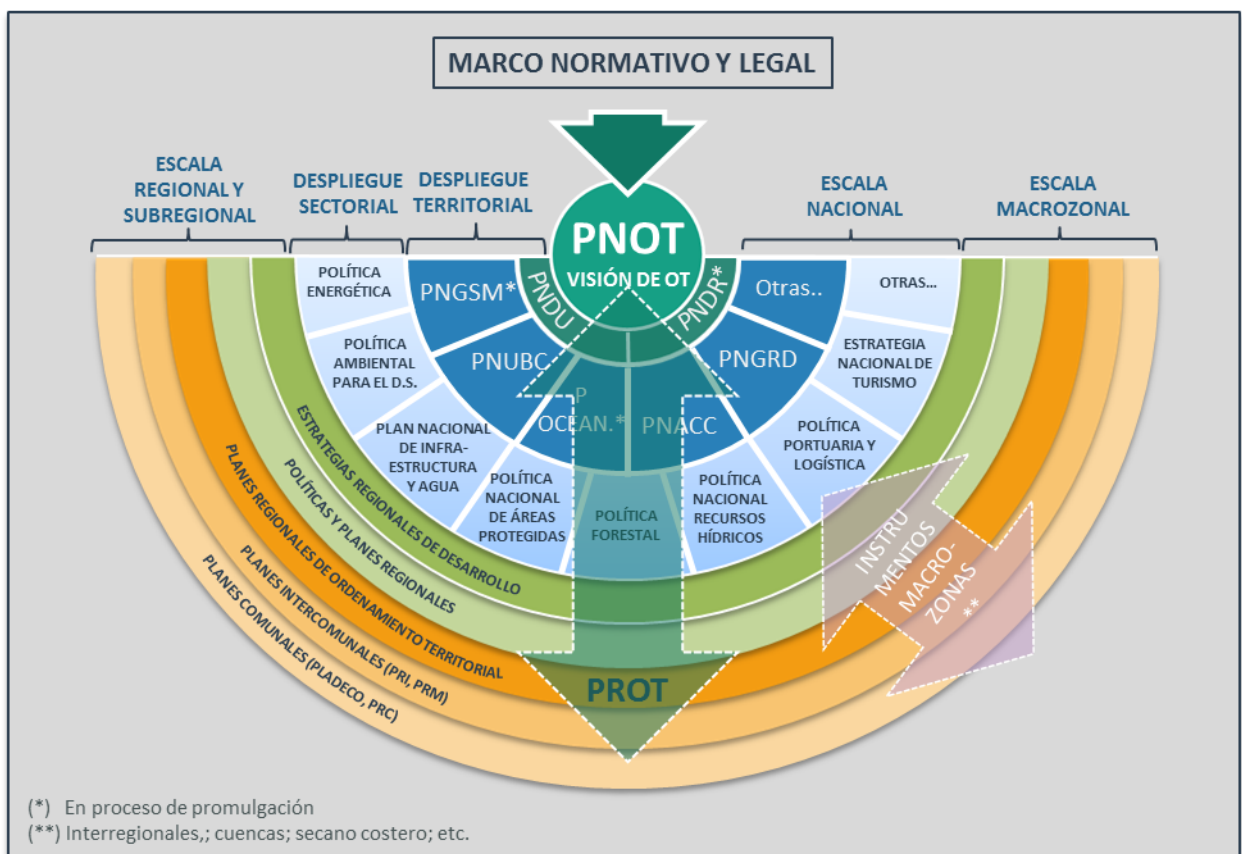 MARCO NORMATIVO Y LEGAL
ESCALA
REGIONAL Y
SUBREGIONAL
DESPLIEGUE
SECTORIAL
DESPLIEGUE
TERRITORIAL
ESCALA
NACIONAL
ESCALA
MACROZONAL
PNOT
VISIÓN DE OT
PNDU
PNDR*
PNGSM*
PNUBC
P
OCEAN.*
PNACC
PNGRD
Otras..
POLÍTICA
ENERGÉTICA
POLÍTICA
AMBIENTAL
PARA EL D.S.
PLAN NACIONAL
DE INFRA-
ESTRUCTURA
Y AGUA
POLÍTICA
NACIONAL
DE ÁREAS
PROTEGIDAS
POLÍTICA
FORESTAL
POLÍTICA
NACIONAL
RECURSOS
HÍDRICOS
POLÍTICA
PORTUARIA Y
LOGÍSTICA
ESTRATEGIA
NACIONAL DE
TURISMO
OTRAS...
ESTRATEGIAS REGIONALES DE DESARROLLO
POLÍTICAS Y PLANES REGIONALES
PLANES REGIONALES DE ORDENAMIENTO TERRITORIAL
PLANES INTERCOMUNALES (PRI, PRM)
PLANES COMUNALES (PLADECO, PRC)
INSTRU
MENTOS
MACRO-
ZONAS
**
PROT
(*) En proceso de promulgación
(**) Interregionales,; cuencas; secano costero; etc.